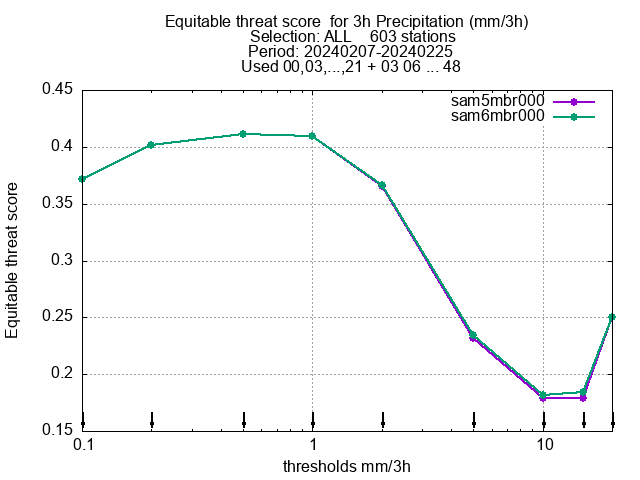 Equitable threat score  for 3h Precipitation (mm/3h)
Selection: ALL    603 stations
Period: 20240207-20240225
Used 00,03,...,21 + 03 06 ... 48
sam5mbr000
sam6mbr000
0.45
0.4
0.35
0.3
0.25
0.2
0.15
Equitable threat score
0.1
1
10
thresholds mm/3h